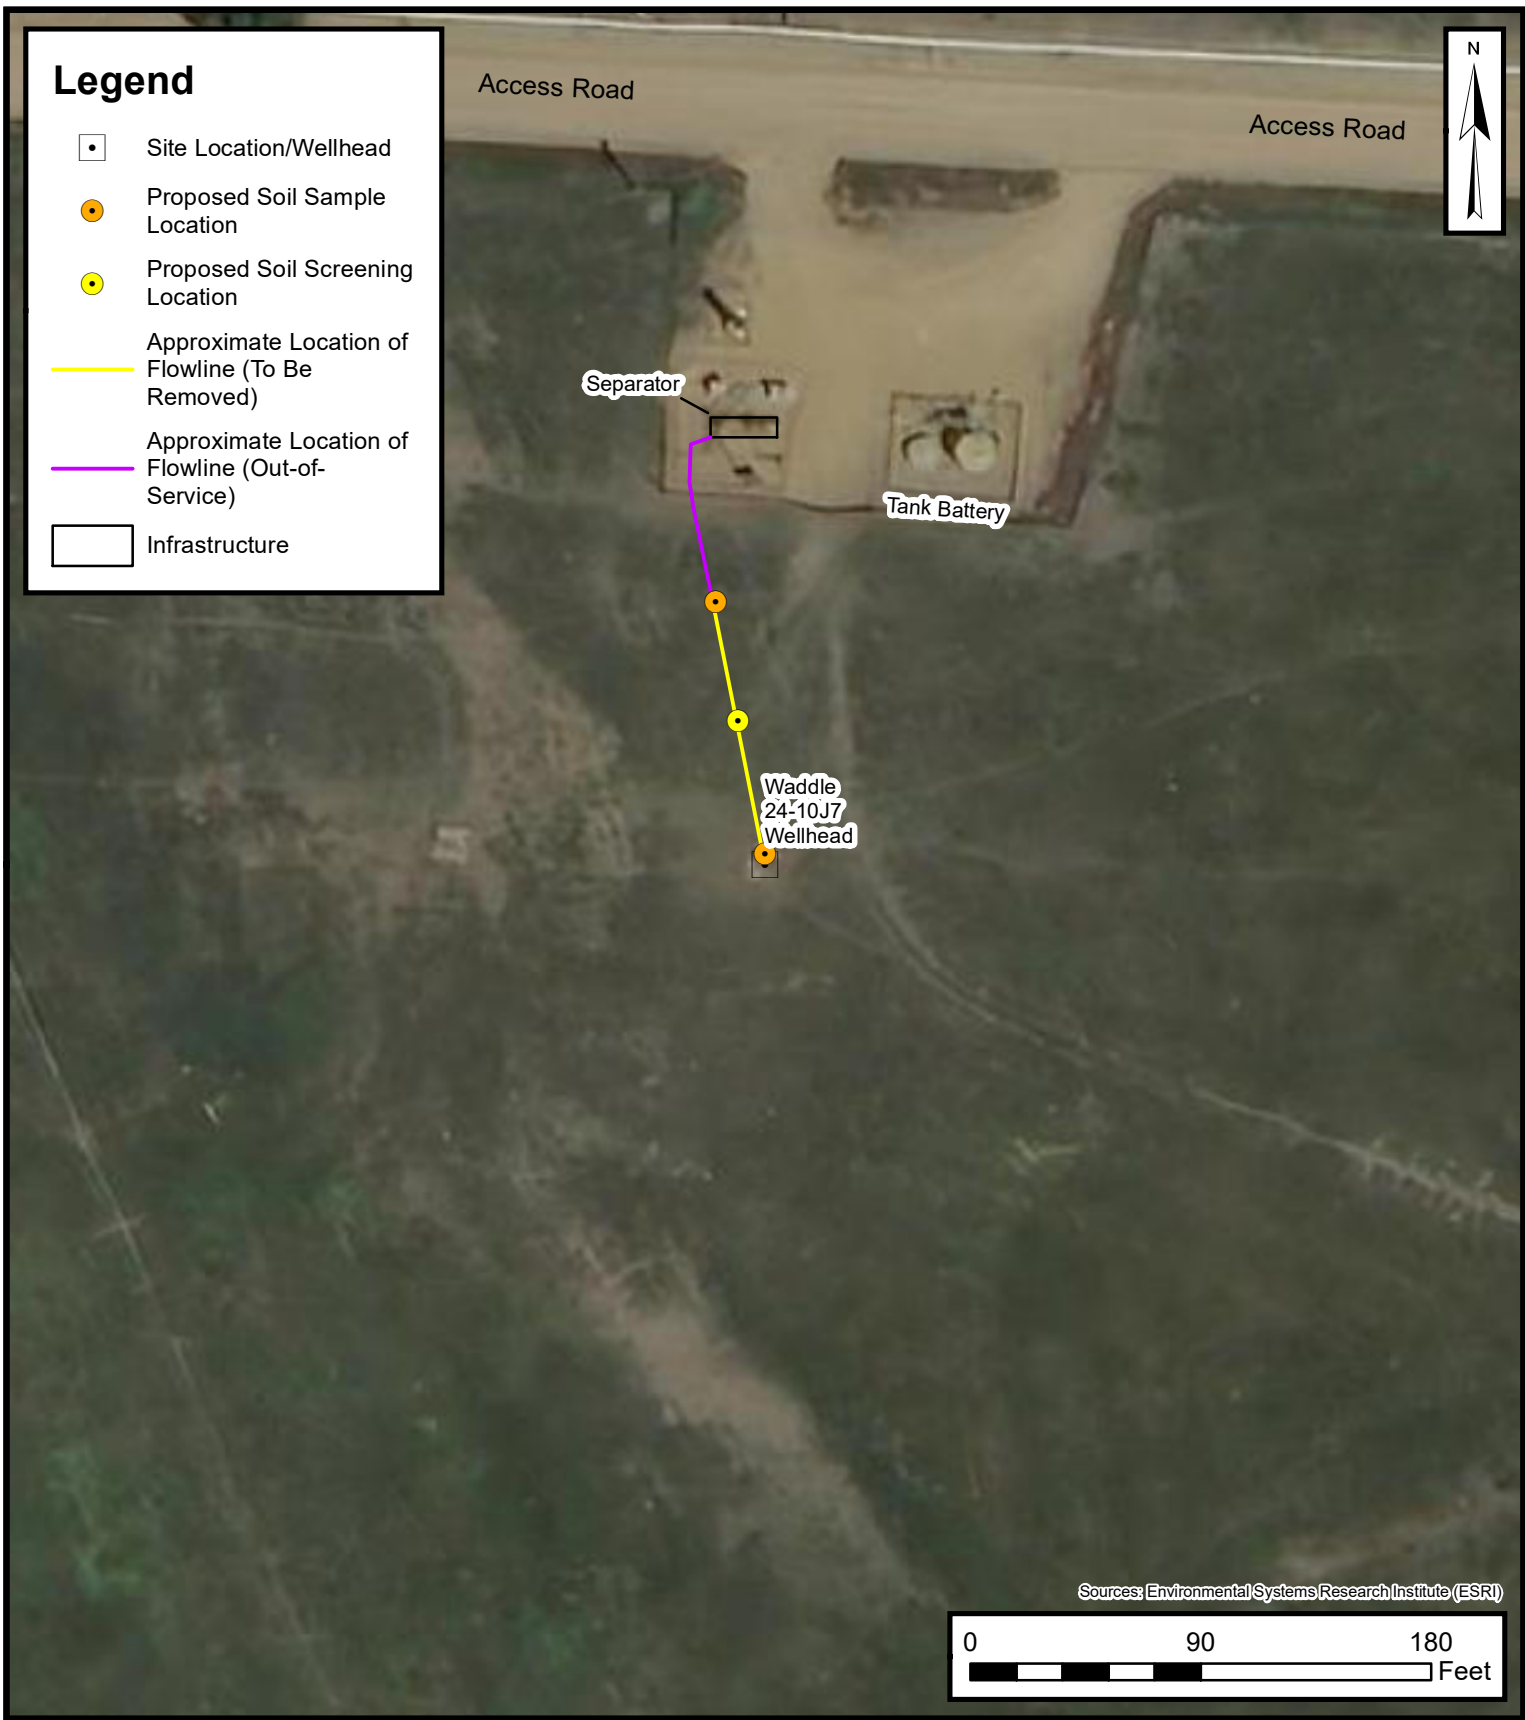 Legend
Site Location/Wellhead
Proposed Soil Sample
Location
Proposed Soil Screening
Location
Approximate Location of
Flowline (To Be
Removed)
Approximate Location of
Flowline (Out-of-
Service)
Infrastructure
Access Road
Access Road
N
Separator
Tank Battery
Waddle
24-10J7
Wellhead
Sources: Environmental Systems Research Institute (ESRI)
0 90 180
Feet